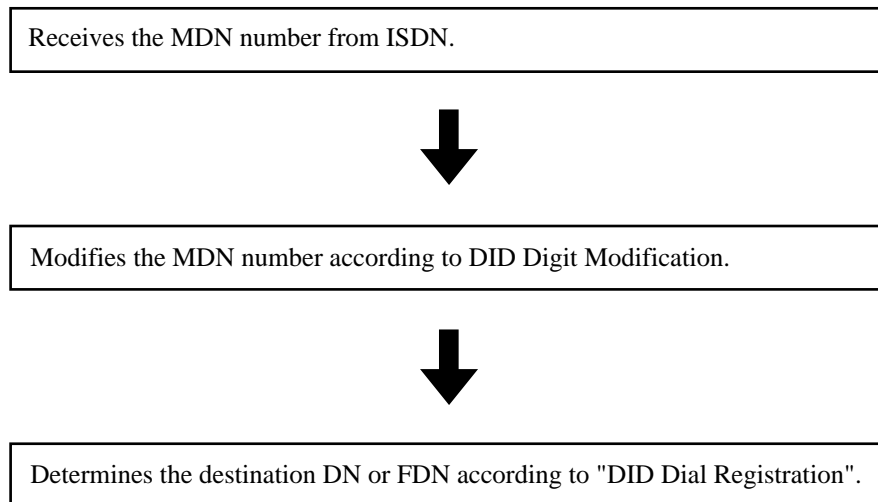 Receives the MDN number from ISDN.
Modifies the MDN number according to DID Digit Modification.
Determines the destination DN or FDN according to "DID Dial Registration".